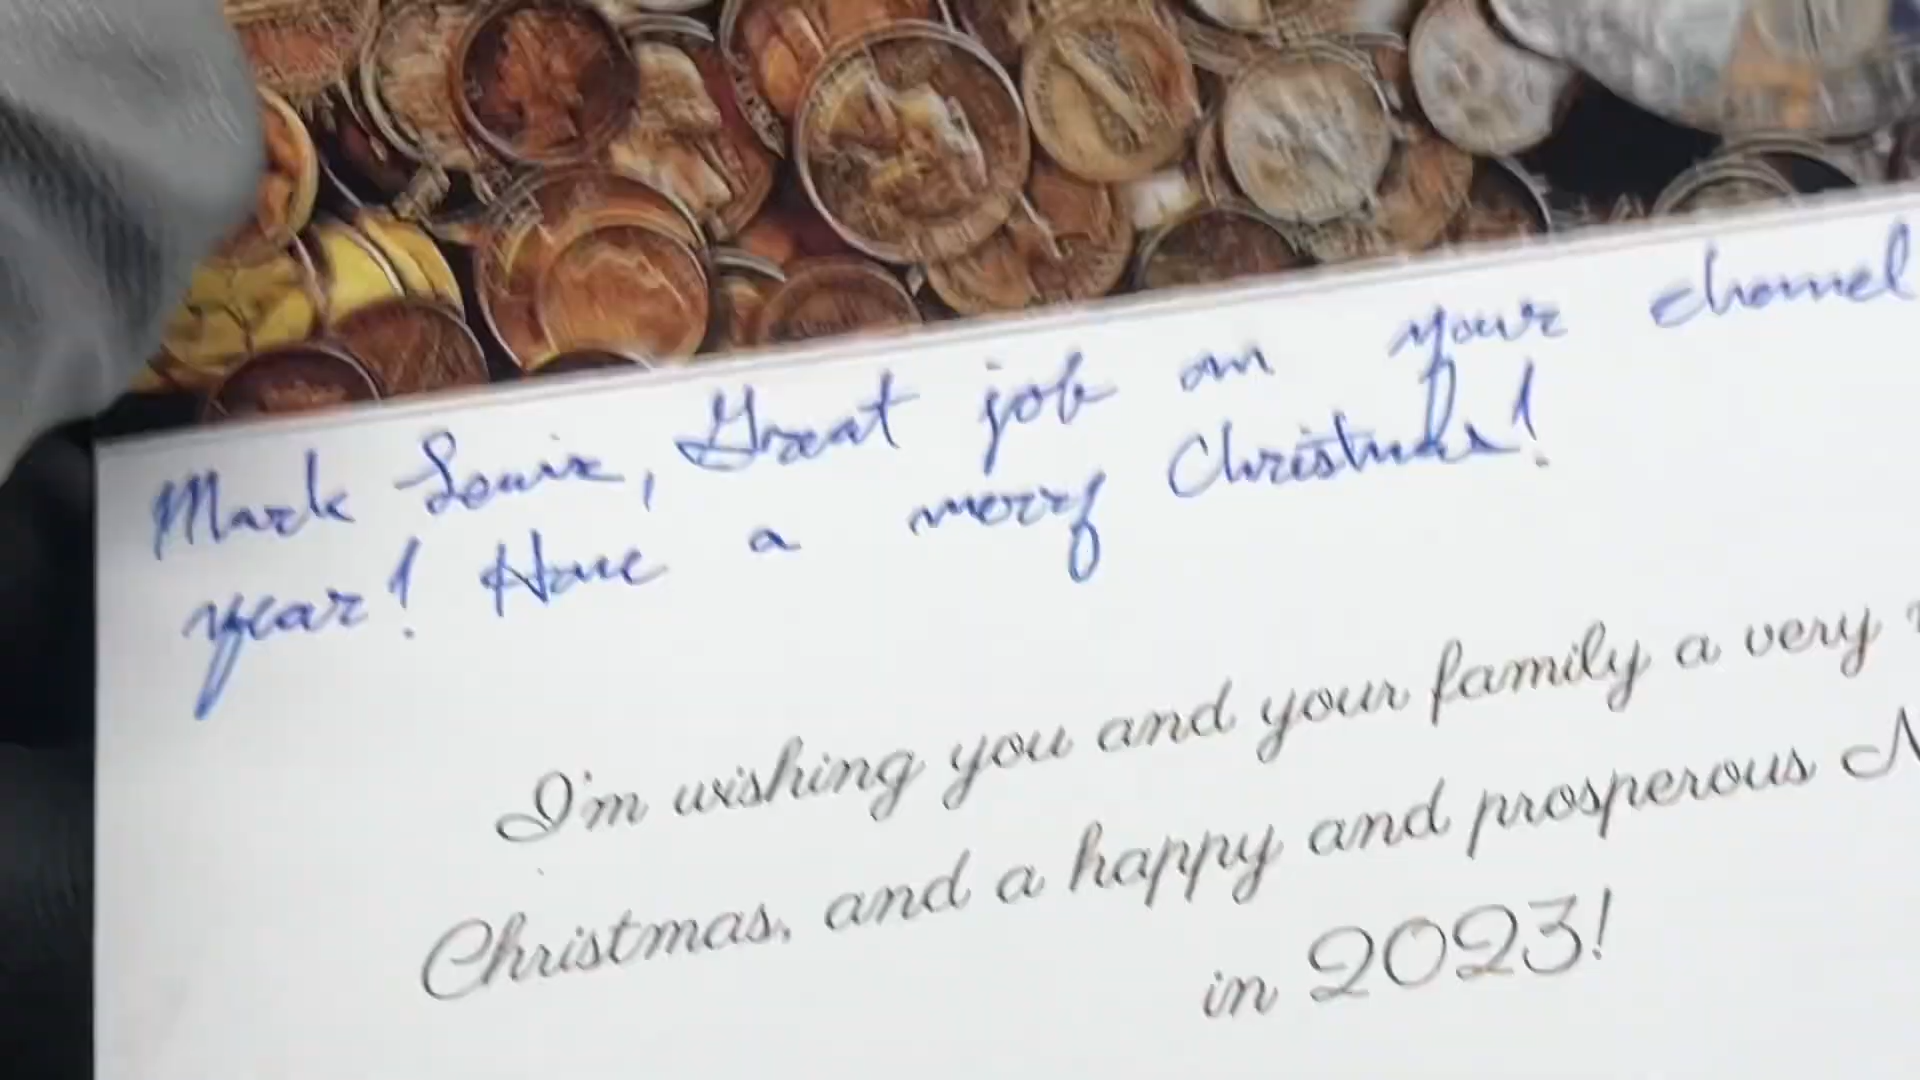 Mark Louis, Great job on your channel
year! Have a merry Christmas!
I'm wishing you and your family a very
Christmas, and a happy and prosperous N
in 2023!